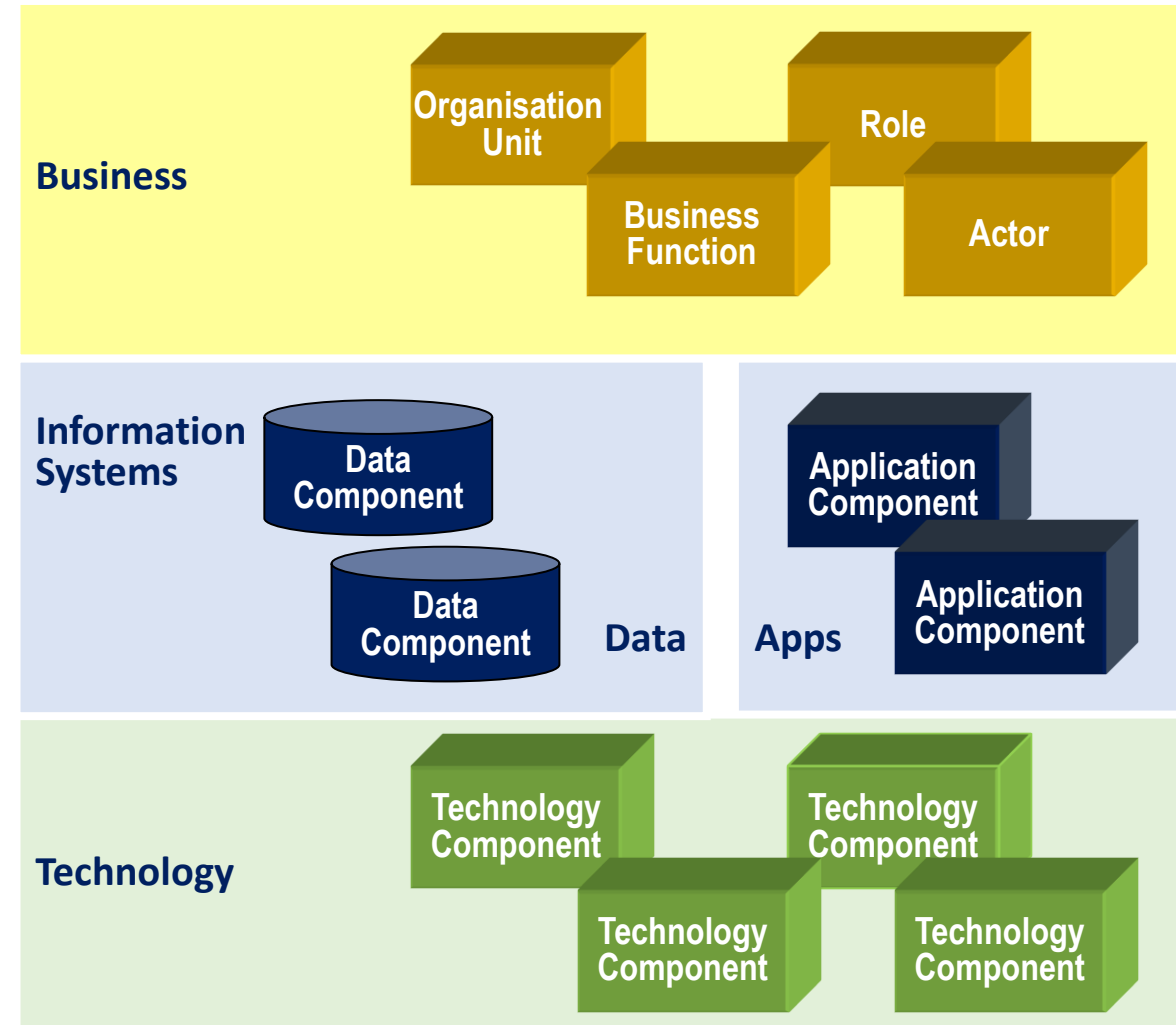 Business
Organisation
Unit
Role
Business
Function
Actor
Information
Systems
Data
Component
Data
Component
Data
Apps
Application
Component
Application
Component
Technology
Technology
Component
Technology
Component
Technology
Component
Technology
Component